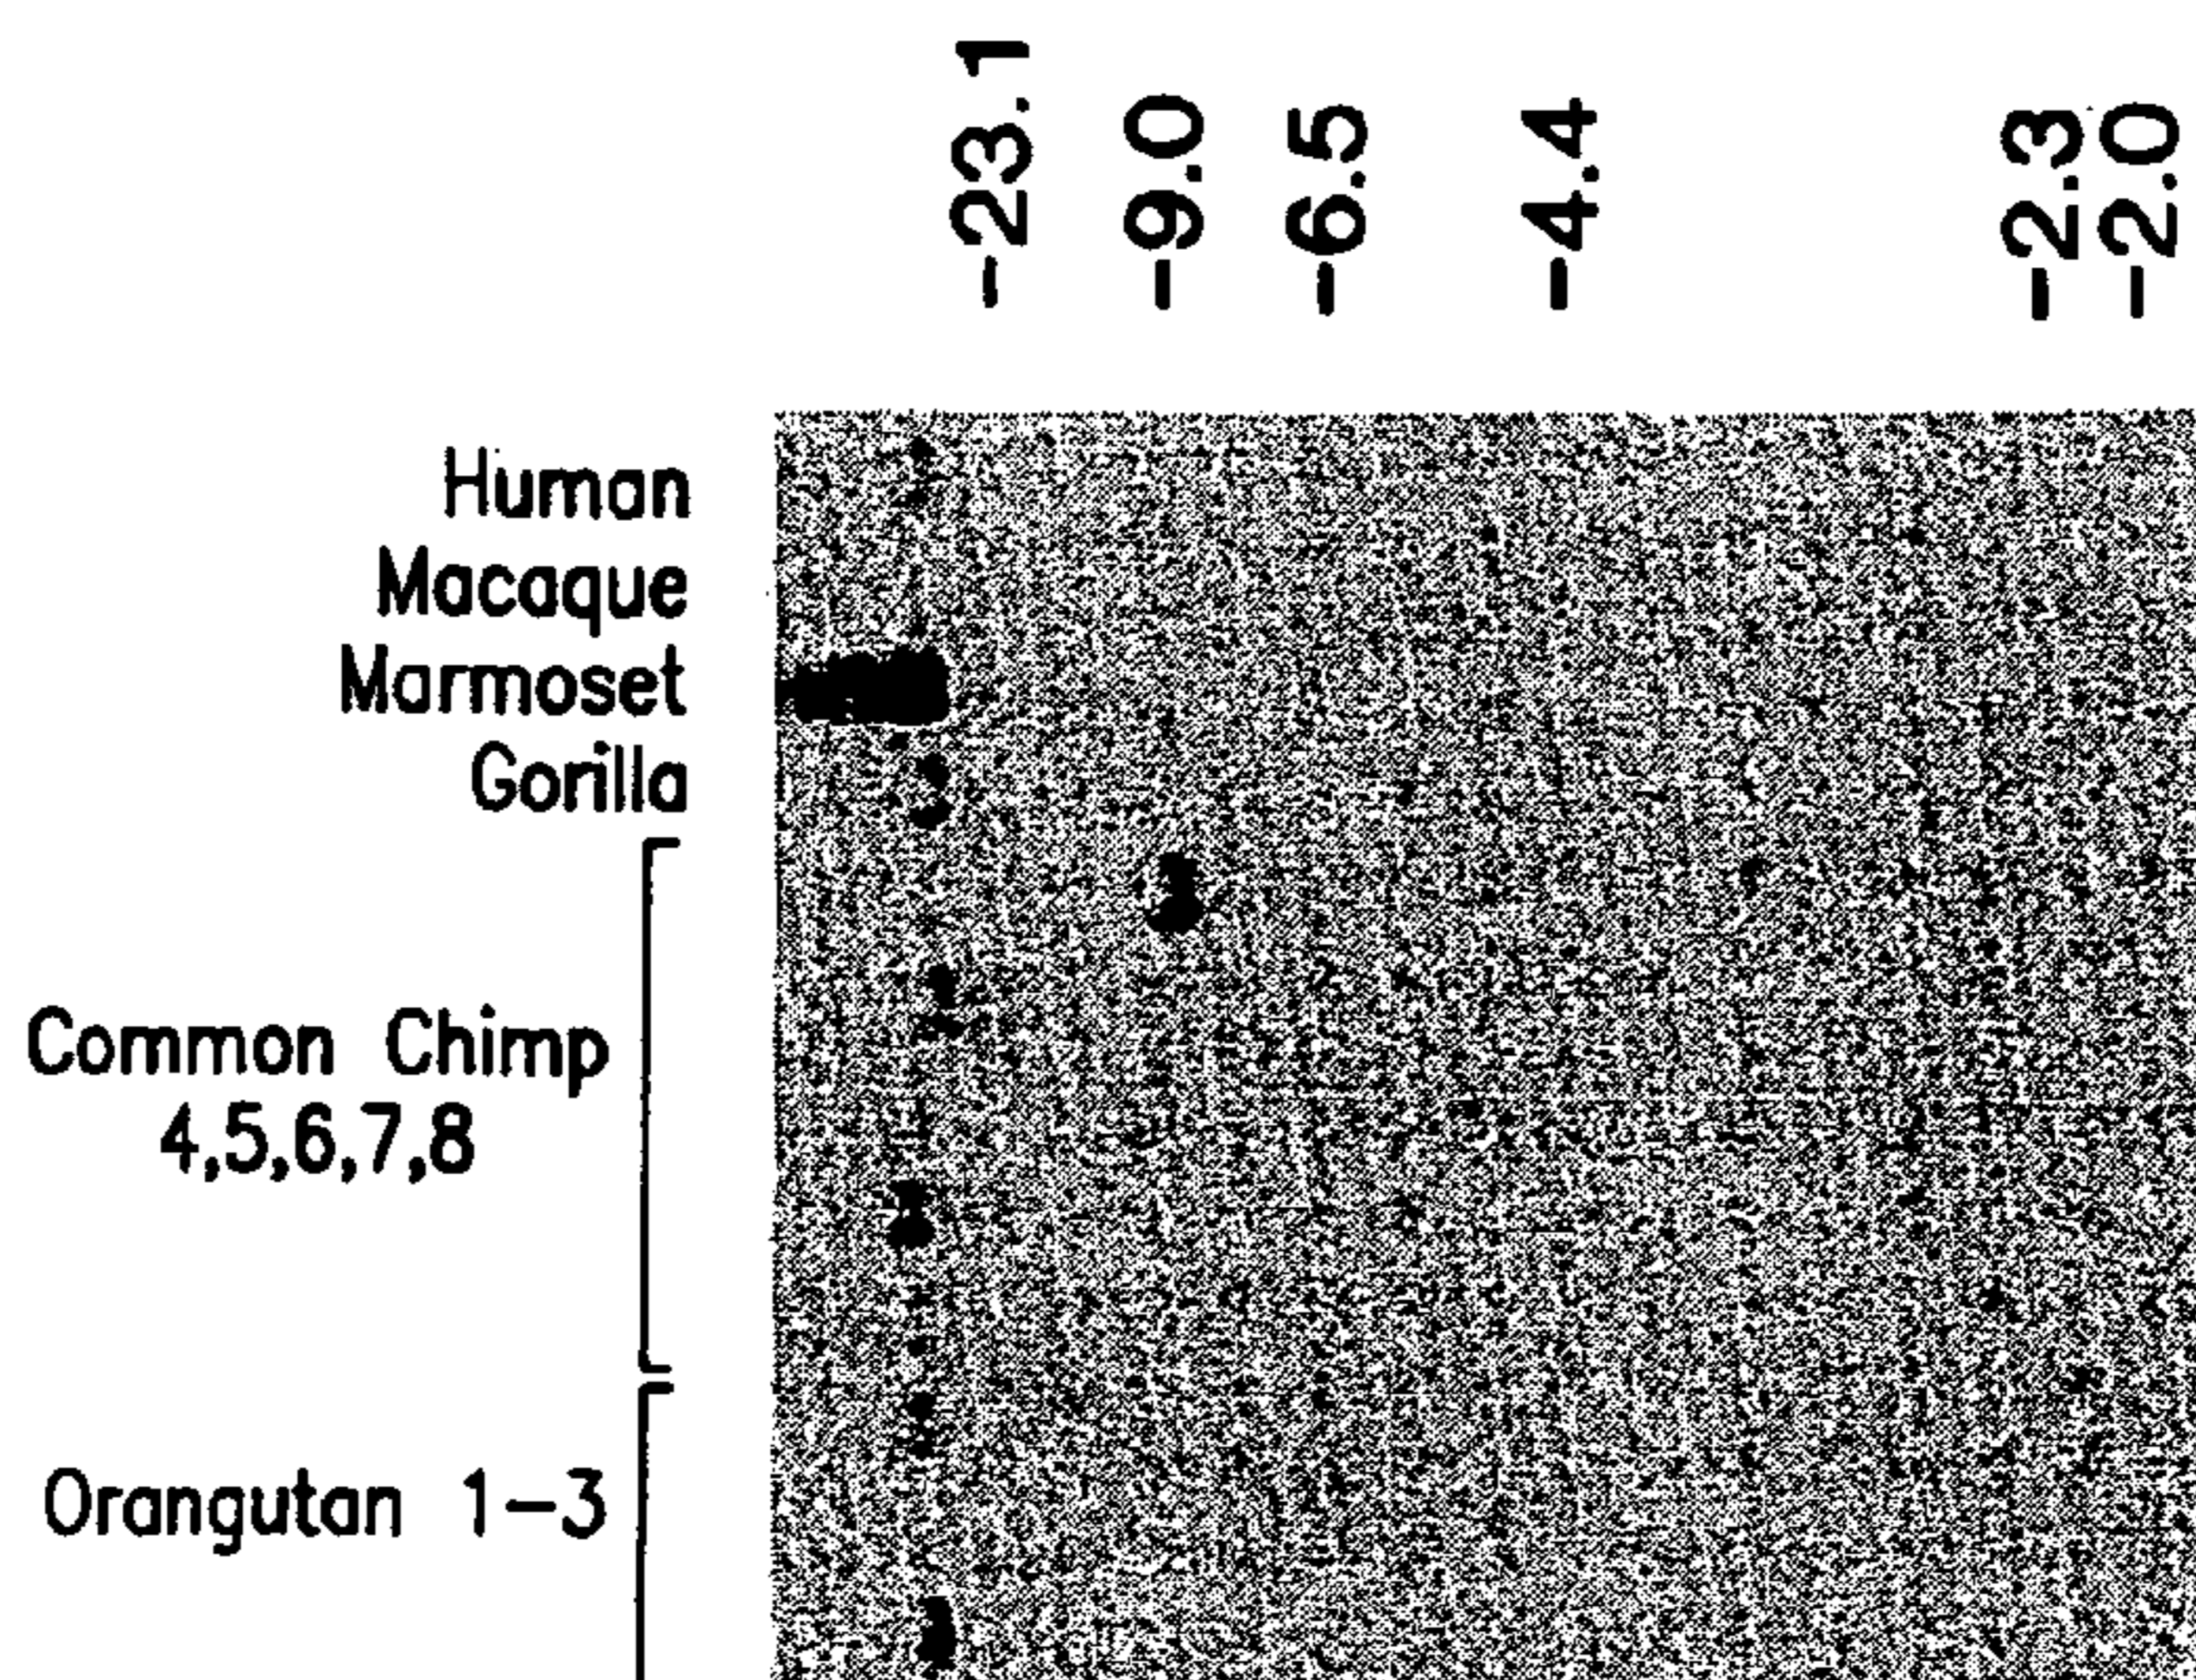 -23.1
-9.0
-6.5
-4.4
-2.3
-2.0
Human
Macaque
Marmoset
Gorilla
Common Chimp
4,5,6,7,8
Orangutan 1-3